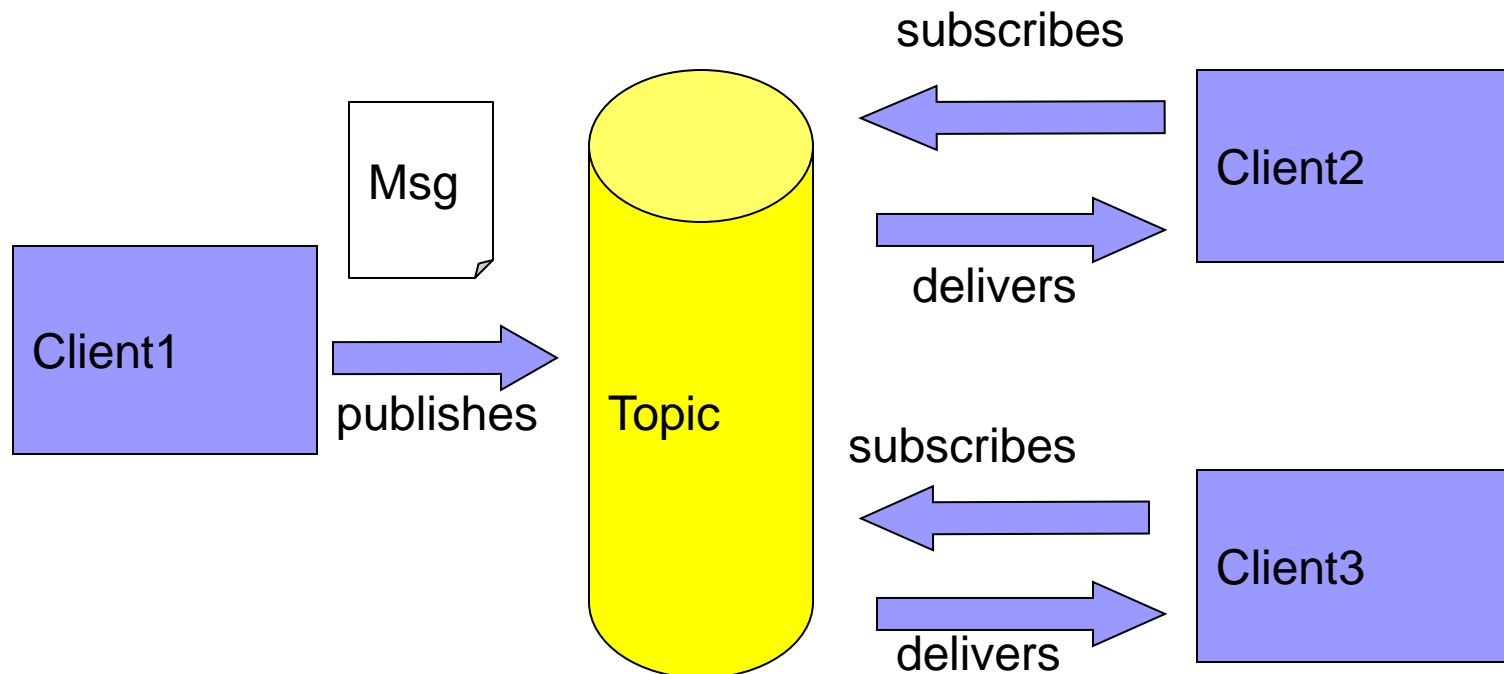 subscribes
Msg
Client2
delivers
Client1
publishes
Topic
subscribes
Client3
delivers